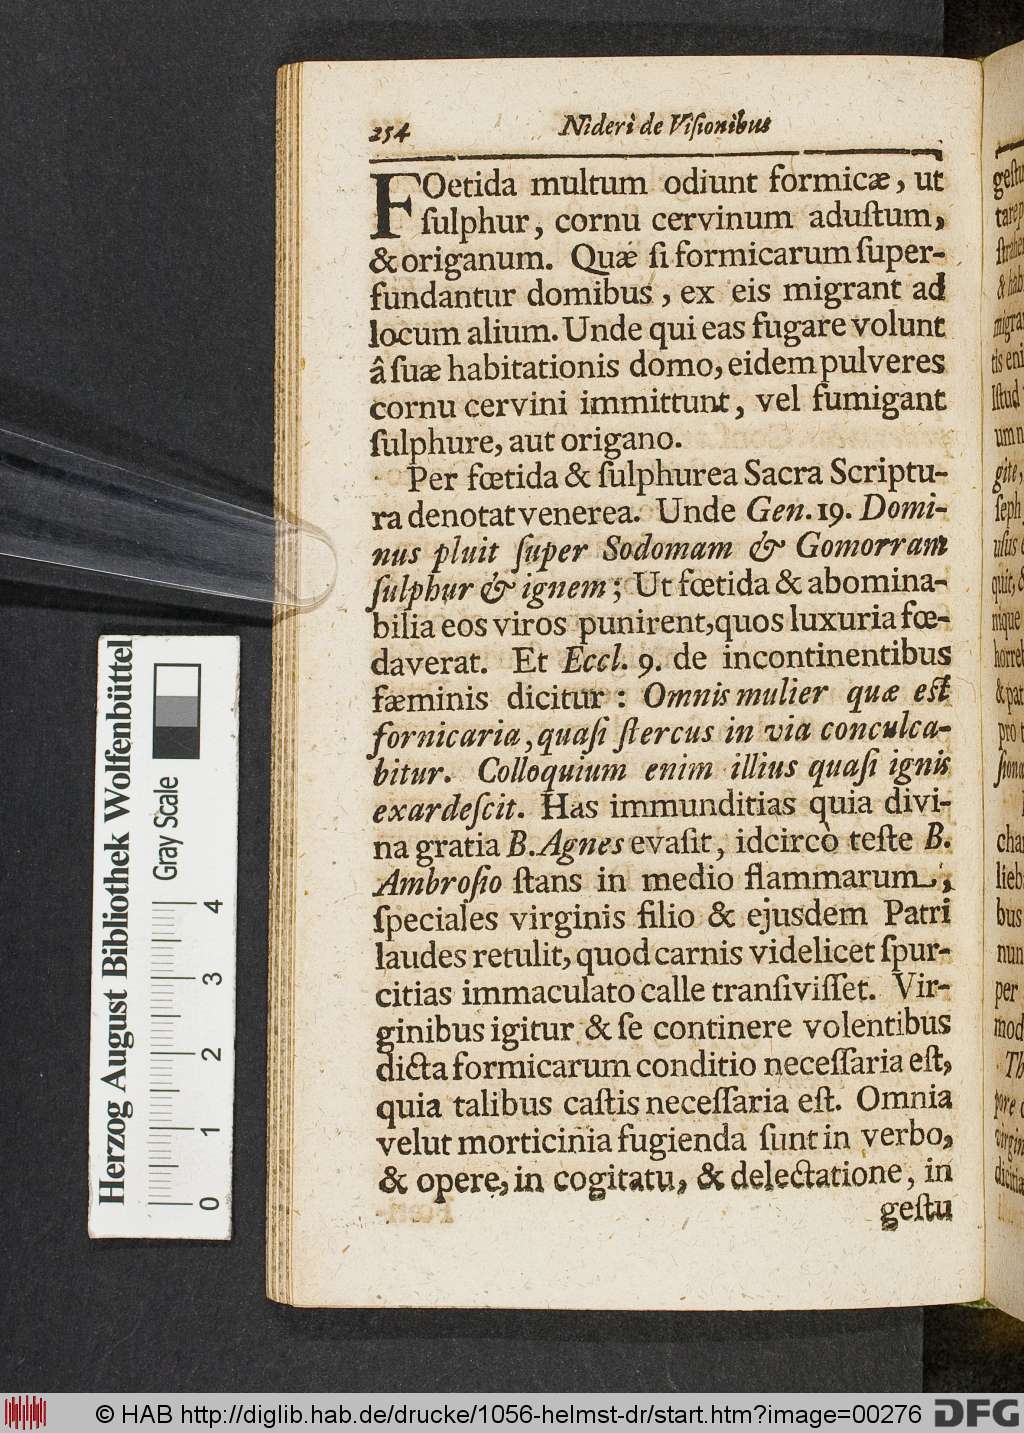 254 Nideri de Viſionibus
FOetida multum odiunt formicæ, ut
ſulphur, cornu cervinum aduſtum,
& origanum. Quæ ſi formicarum ſuper-
fundantur domibus, ex eis migrant ad
locum alium. Unde qui eas fugare volunt
â ſuæ habitationis domo, eidem pulveres
cornu cervini immittunt, vel fumigant
ſulphure, aut origano.
Per fœtida & ſulphurea Sacra Scriptu-
ra denotat venerea. Unde Gen. 19. Domi-
nus pluit ſuper Sodomam & Gomorram
ſulphur & ignem; Ut fœtida & abomina-
bilia eos viros punirent, quos luxuria fœ-
daverat. Et Eccl. 9. de incontinentibus
fæminis dicitur: Omnis mulier quæ eſt
fornicaria, quaſi ſtercus in via conculca-
bitur. Colloquium enim illius quaſi ignis
exardeſcit. Has immunditias quia divi-
na gratia B. Agnes evaſit, idcircò teſte B.
Ambroſio ſtans in medio flammarum,
ſpeciales virginis filio & ejusdem Patri
laudes retulit, quod carnis videlicet ſpur-
citias immaculato calle tranſiviſſet. Vir-
ginibus igitur & ſe continere volentibus
dicta formicarum conditio neceſſaria eſt,
quia talibus caſtis neceſſaria eſt. Omnia
velut morticinia fugienda ſunt in verbo,
& opere, in cogitatu, & delectatione, in
geſtu
Herzog August Bibliothek Wolfenbüttel
Gray Scale
0 1 2 3 4
© HAB http://diglib.hab.de/drucke/1056-helmst-dr/start.htm?image=00276
DFG